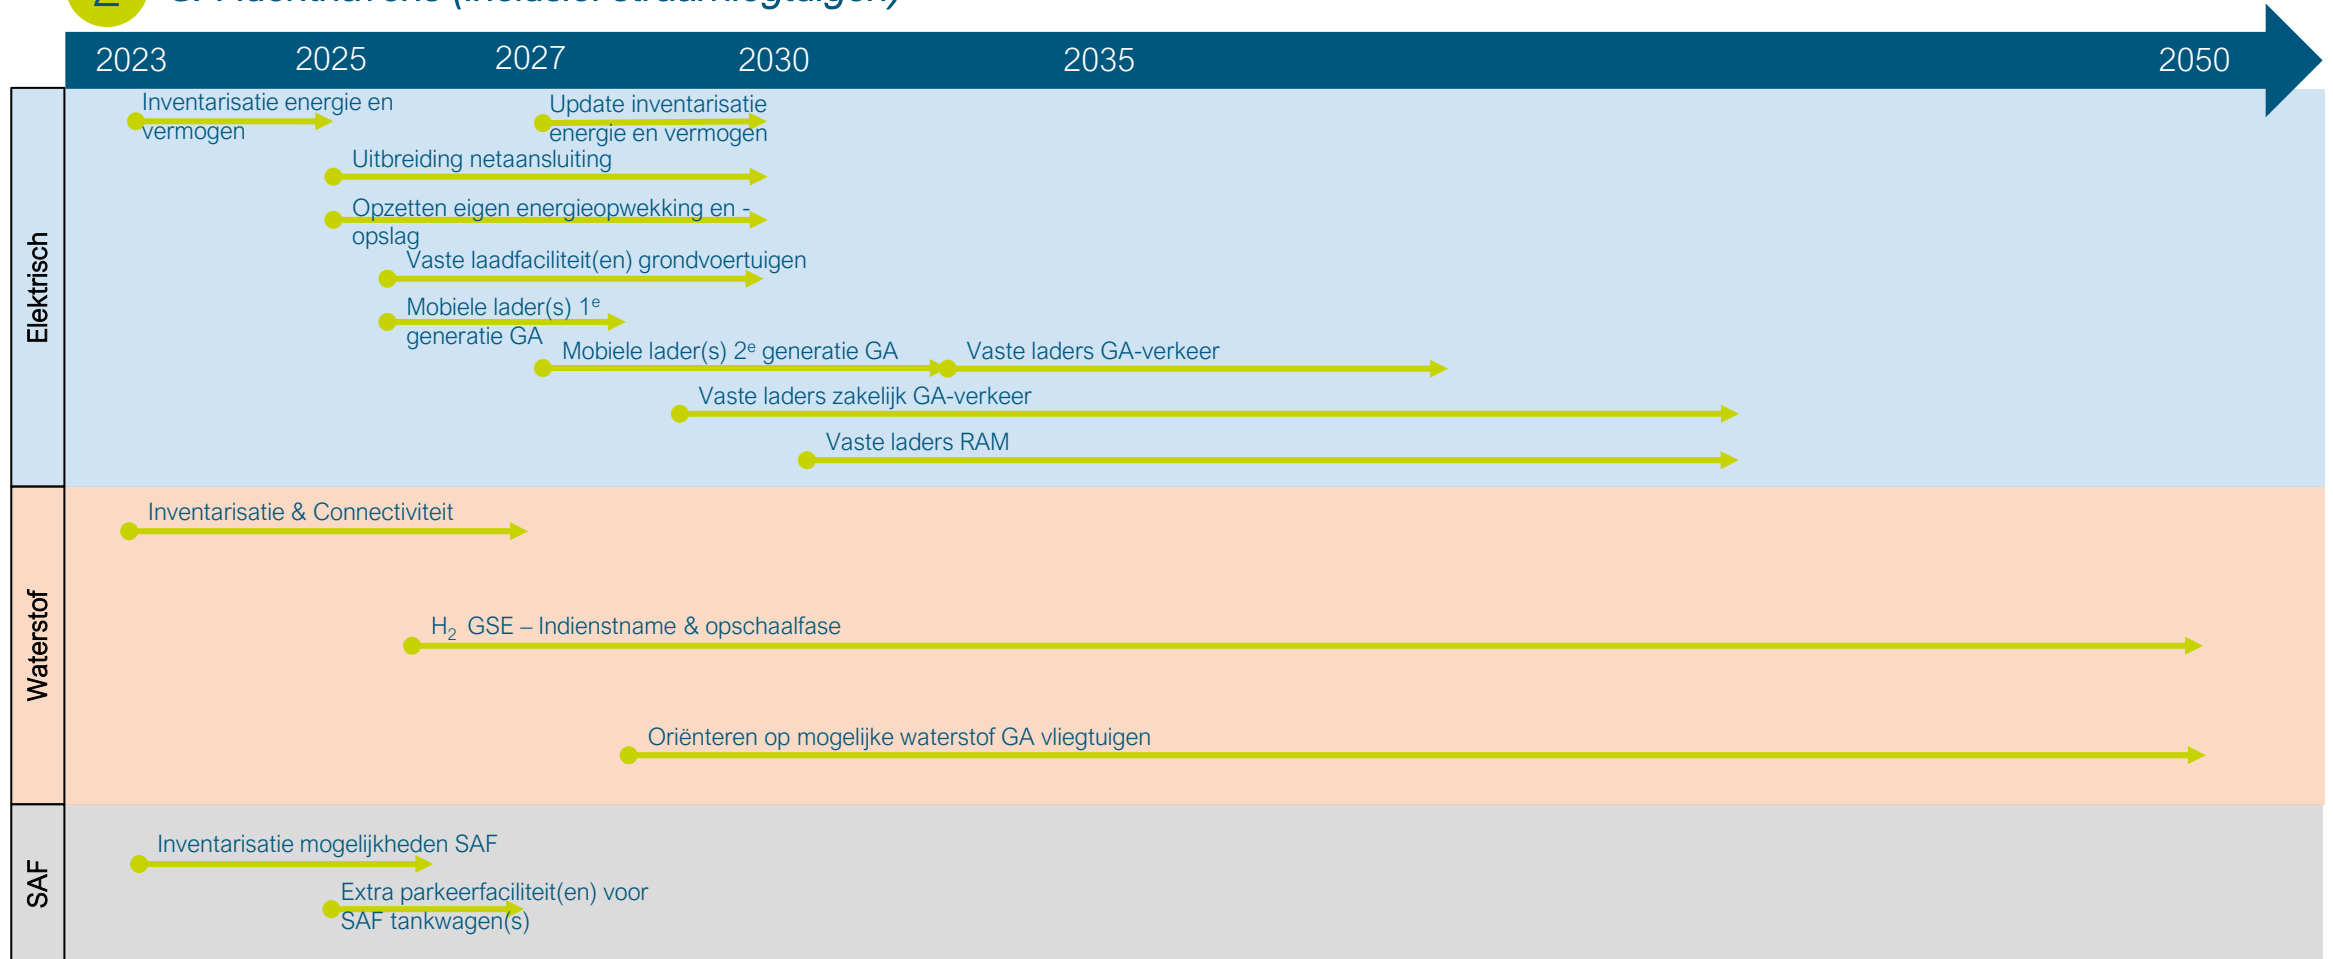 2023 2025 2027 2030 2035 2050
Inventarisatie energie en
vermogen
Update inventarisatie
energie en vermogen
Uitbreiding netaansluiting
Opzetten eigen energieopwekking en -
opslag
Vaste laadfaciliteit(en) grondvoertuigen
Mobiele lader(s) 1e
generatie GA
Mobiele lader(s) 2e generatie GA
Vaste laders GA-verkeer
Vaste laders zakelijk GA-verkeer
Vaste laders RAM
Elektrisch
Inventarisatie & Connectiviteit
H2 GSE – Indienstname & opschaalfase
Oriënteren op mogelijke waterstof GA vliegtuigen
Waterstof
Inventarisatie mogelijkheden SAF
Extra parkeerfaciliteit(en) voor
SAF tankwagen(s)
SAF